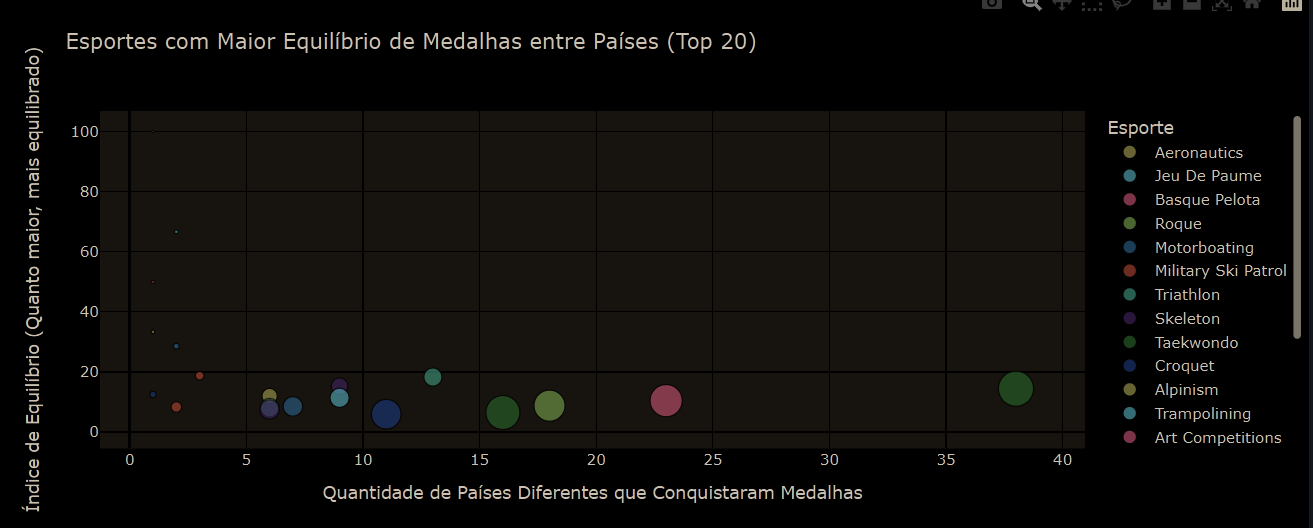 Esportes com Maior Equilíbrio de Medalhas entre Países (Top 20)
Índice de Equilíbrio (Quanto maior, mais equilibrado)
100
80
60
40
20
0
0 5 10 15 20 25 30 35 40
Quantidade de Países Diferentes que Conquistaram Medalhas
Esporte
Aeronautics
Jeu De Paume
Basque Pelota
Roque
Motorboating
Military Ski Patrol
Triathlon
Skeleton
Taekwondo
Croquet
Alpinism
Trampolining
Art Competitions